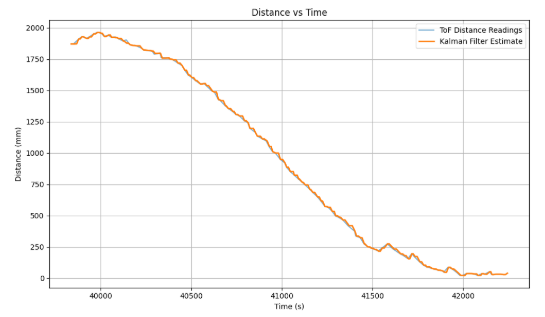 Distance vs Time
ToF Distance Readings
Kalman Filter Estimate
2000
1750
1500
1250
1000
750
500
250
0
Distance (mm)
40000 40500 41000 41500 42000
Time (s)